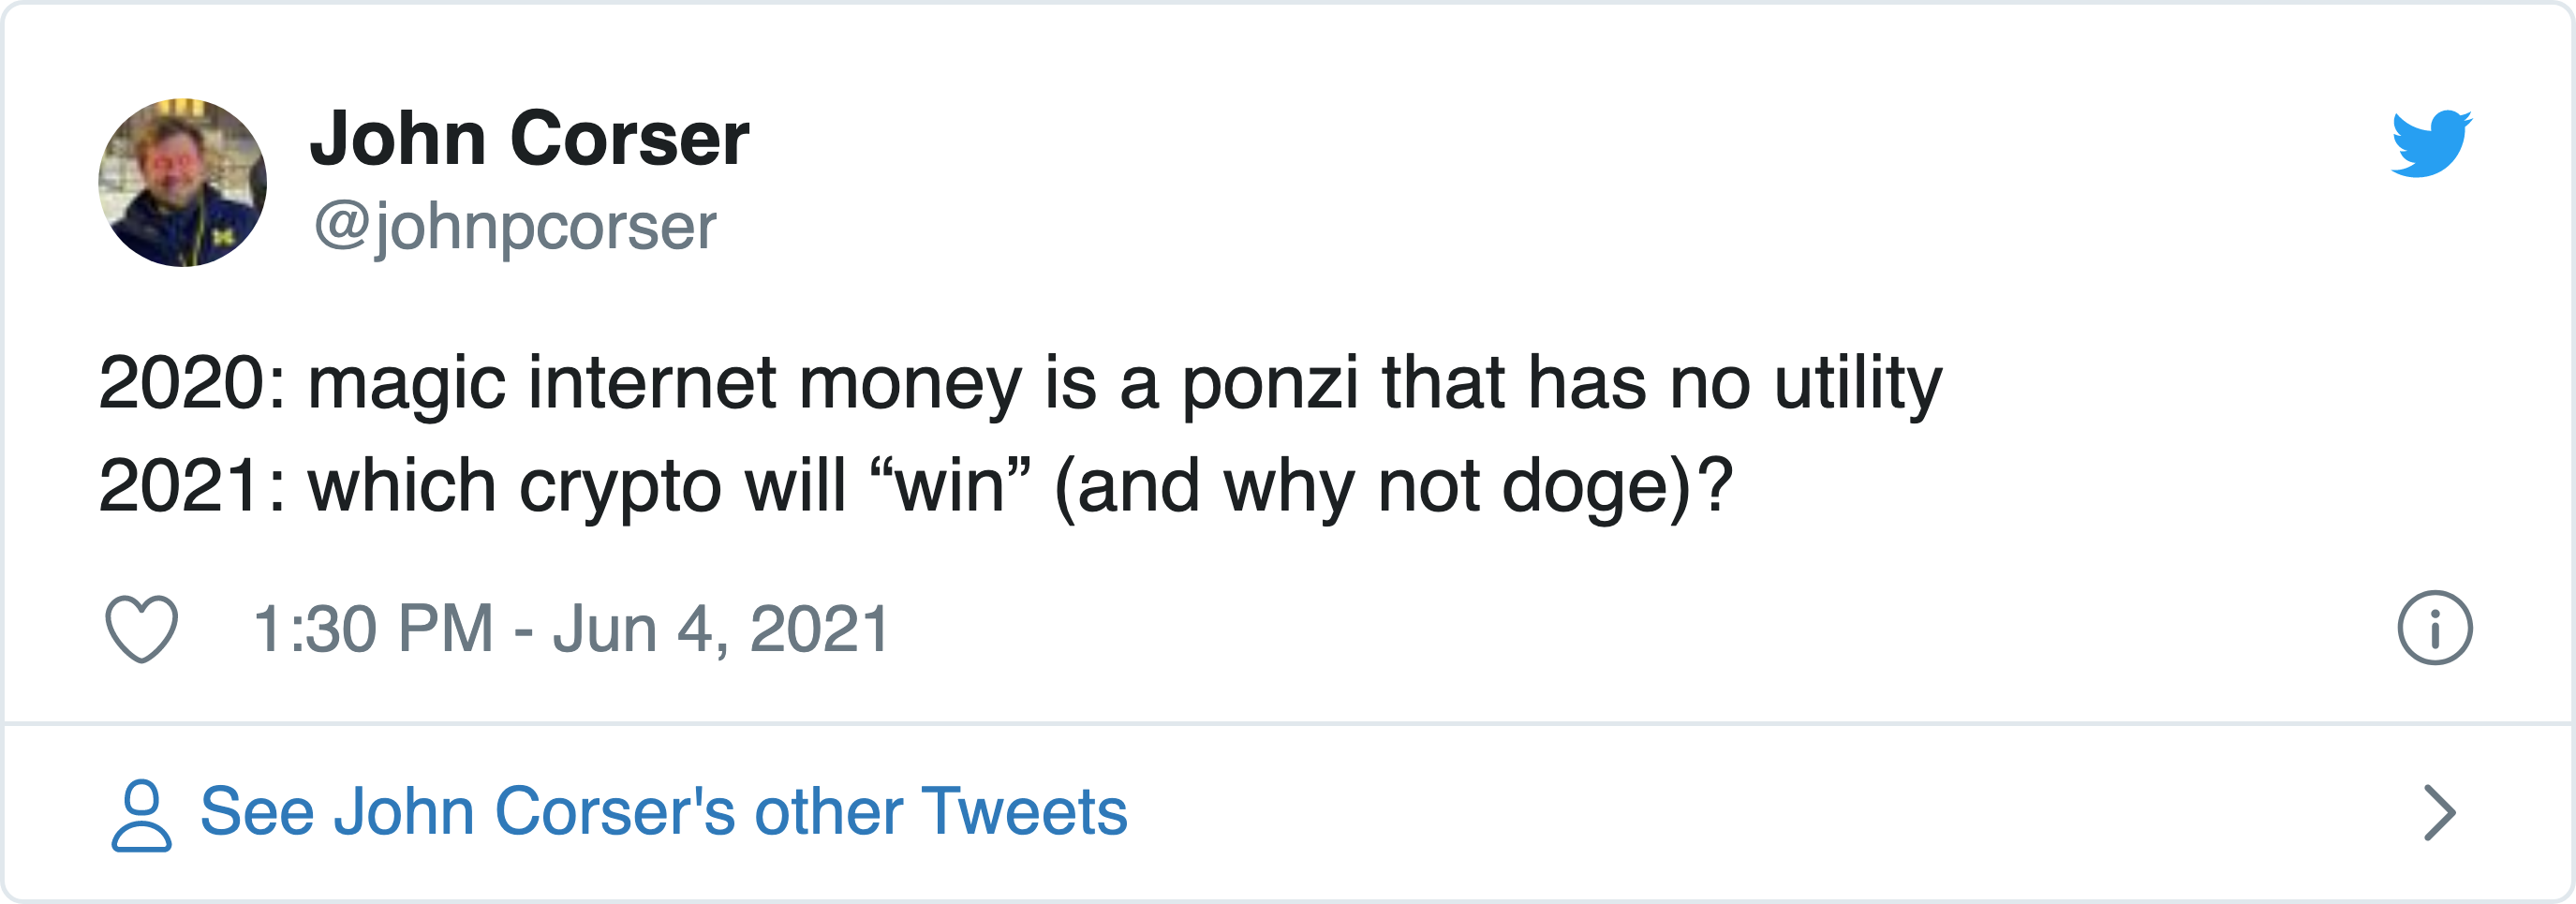 John Corser
@johnpcorser
2020: magic internet money is a ponzi that has no utility
2021: which crypto will “win” (and why not doge)?
1:30 PM - Jun 4, 2021
See John Corser's other Tweets